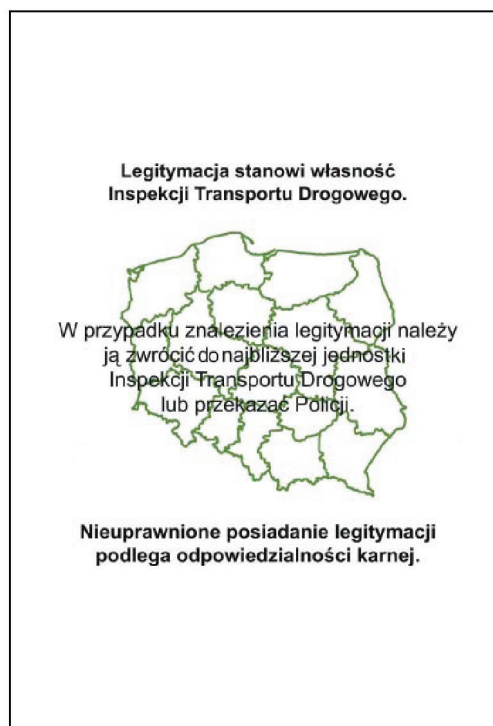 Legitymacja stanowi własność
Inspekcji Transportu Drogowego.
W przypadku znalezienia legitymacji należy
ją zwrócić do najbliższej jednostki
Inspekcji Transportu Drogowego
lub przekazać Policji.
Nieuprawnione posiadanie legitymacji
podlega odpowiedzialności karnej.